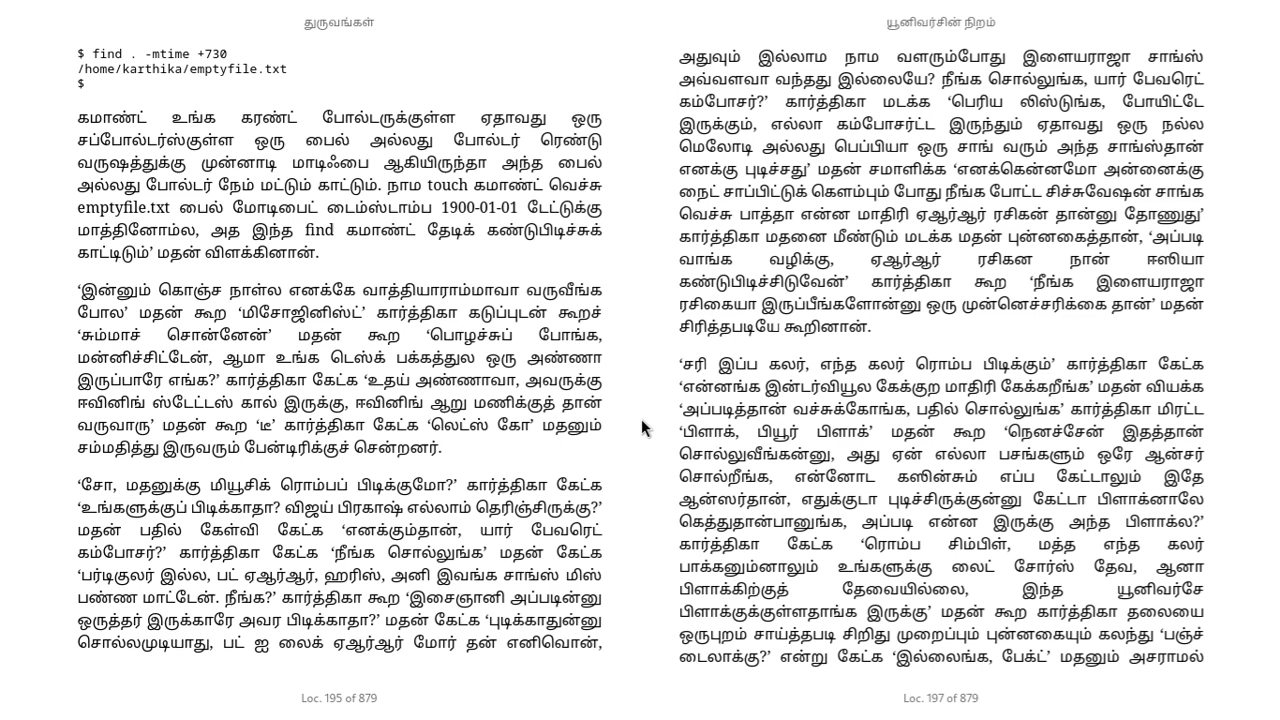 துருவங்கள்
$ find . -mtime +730
/home/karthika/emptyfile.txt
$
கமாண்ட் உங்க கரண்ட் போல்டருக்குள்ள ஏதாவது ஒரு
சப்போல்டர்ஸ்குள்ள ஒரு பைல் அல்லது போல்டர் ரெண்டு
வருஷத்துக்கு முன்னாடி மாடிஃபை ஆகியிருந்தா அந்த பைல்
அல்லது போல்டர் நேம் மட்டும் காட்டும். நாம touch கமாண்ட் வெச்சு
emptyfile.txt பைல் மோடிபைட் டைம்ஸ்டாம்ப 1900-01-01 டேட்டுக்கு
மாத்தினோம்ல, அத இந்த find கமாண்ட் தேடிக் கண்டுபிடிச்சுக்
காட்டிடும்’ மதன் விளக்கினான்.
‘இன்னும் கொஞ்ச நாள்ல எனக்கே வாத்தியாராம்மாவா வருவீங்க
போல’ மதன் கூற ‘மிசோஜினிஸ்ட்’ கார்த்திகா கடுப்புடன் கூறச்
‘சும்மாச் சொன்னேன்’ மதன் கூற ‘பொழச்சுப் போங்க,
மன்னிச்சிட்டேன், ஆமா உங்க டெஸ்க் பக்கத்துல ஒரு அண்ணா
இருப்பாரே எங்க?’ கார்த்திகா கேட்க ‘உதய் அண்ணாவா, அவருக்கு
ஈவினிங் ஸ்டேட்டஸ் கால் இருக்கு, ஈவினிங் ஆறு மணிக்குத் தான்
வருவாரு’ மதன் கூற ‘டீ’ கார்த்திகா கேட்க ‘லெட்ஸ் கோ’ மதனும்
சம்மதித்து இருவரும் பேன்டிரிக்குச் சென்றனர்.
‘சோ, மதனுக்கு மியூசிக் ரொம்பப் பிடிக்குமோ?’ கார்த்திகா கேட்க
‘உங்களுக்குப் பிடிக்காதா? விஜய் பிரகாஷ் எல்லாம் தெரிஞ்சிருக்கு?’
மதன் பதில் கேள்வி கேட்க ‘எனக்கும்தான், யார் பேவரெட்
கம்போசர்?’ கார்த்திகா கேட்க ‘நீங்க சொல்லுங்க’ மதன் கேட்க
‘பர்டிகுலர் இல்ல, பட் ஏஆர்ஆர், ஹரிஸ், அனி இவங்க சாங்ஸ் மிஸ்
பண்ண மாட்டேன். நீங்க?’ கார்த்திகா கூற ‘இசைஞானி அப்படின்னு
ஒருத்தர் இருக்காரே அவர பிடிக்காதா?’ மதன் கேட்க ‘புடிக்காதுன்னு
சொல்லமுடியாது, பட் ஐ லைக் ஏஆர்ஆர் மோர் தன் எனிவொன்,
Loc. 195 of 879
யூனிவர்சின் நிறம்
அதுவும் இல்லாம நாம வளரும்போது இளையராஜா சாங்ஸ்
அவ்வளவா வந்தது இல்லையே? நீங்க சொல்லுங்க, யார் பேவரெட்
கம்போசர்?’ கார்த்திகா மடக்க ‘பெரிய லிஸ்டுங்க, போயிட்டே
இருக்கும், எல்லா கம்போசர்ட்ட இருந்தும் ஏதாவது ஒரு நல்ல
மெலோடி அல்லது பெப்பியா ஒரு சாங் வரும் அந்த சாங்ஸ்தான்
எனக்கு புடிச்சது’ மதன் சமாளிக்க ‘எனக்கென்னமோ அன்னைக்கு
நைட் சாப்பிட்டுக் கெளம்பும் போது நீங்க போட்ட சிச்சுவேஷன் சாங்க
வெச்சு பாத்தா என்ன மாதிரி ஏஆர்ஆர் ரசிகன் தான்னு தோணுது’
கார்த்திகா மதனை மீண்டும் மடக்க மதன் புன்னகைத்தான், ‘அப்படி
வாங்க வழிக்கு, ஏஆர்ஆர் ரசிகன நான் ஈஸியா
கண்டுபிடிச்சிடுவேன்’ கார்த்திகா கூற ‘நீங்க இளையராஜா
ரசிகையா இருப்பீங்களோன்னு ஒரு முன்னெச்சரிக்கை தான்’ மதன்
சிரித்தபடியே கூறினான்.
‘சரி இப்ப கலர், எந்த கலர் ரொம்ப பிடிக்கும்’ கார்த்திகா கேட்க
‘என்னங்க இன்டர்வியூல கேக்குற மாதிரி கேக்கறீங்க’ மதன் வியக்க
‘அப்படித்தான் வச்சுக்கோங்க, பதில் சொல்லுங்க’ கார்த்திகா மிரட்ட
‘பிளாக், பியூர் பிளாக்’ மதன் கூற ‘நெனச்சேன் இதத்தான்
சொல்லுவீங்கன்னு, அது ஏன் எல்லா பசங்களும் ஒரே ஆன்சர்
சொல்றீங்க, என்னோட கஸின்சும் எப்ப கேட்டாலும் இதே
ஆன்ஸர்தான், எதுக்குடா புடிச்சிருக்குன்னு கேட்டா பிளாக்னாலே
கெத்துதான்பானுங்க, அப்படி என்ன இருக்கு அந்த பிளாக்ல?’
கார்த்திகா கேட்க ‘ரொம்ப சிம்பிள், மத்த எந்த கலர்
பாக்கனும்னாலும் உங்களுக்கு லைட் சோர்ஸ் தேவ, ஆனா
பிளாக்கிற்குத் தேவையில்லை, இந்த யூனிவர்சே
பிளாக்குக்குள்ளதாங்க இருக்கு’ மதன் கூற கார்த்திகா தலையை
ஒருபுறம் சாய்த்தபடி சிறிது முறைப்பும் புன்னகையும் கலந்து ‘பஞ்ச்
டைலாக்கு?’ என்று கேட்க ‘இல்லைங்க, பேக்ட்’ மதனும் அசராமல்
Loc. 197 of 879